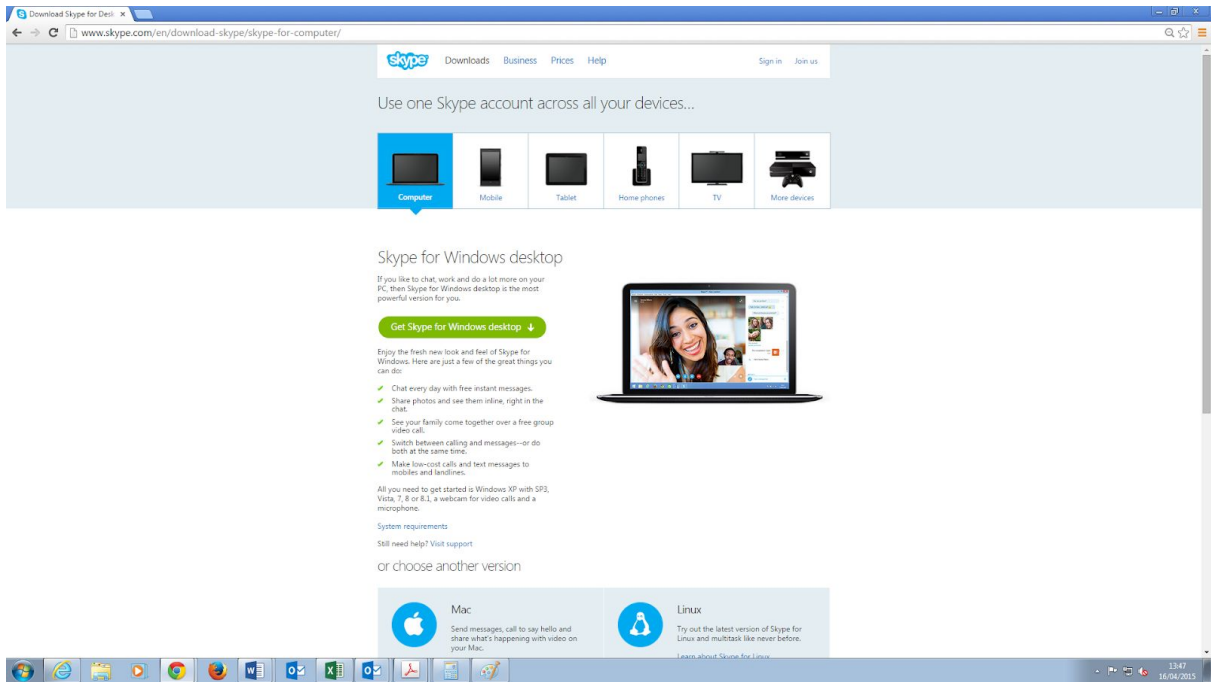 Download Skype for Desk
www.skype.com/en/download-skype/skype-for-computer/
skype Downloads Business Prices Help Sign in Join us
Use one Skype account across all your devices...
Computer Mobile Tablet Home phones TV More devices
Skype for Windows desktop
If you like to chat, work and do a lot more on your
PC, then Skype for Windows desktop is the most
powerful version for you.
Get Skype for Windows desktop
Enjoy the fresh new look and feel of Skype for
Windows. Here are just a few of the great things you
can do:
Chat every day with free instant messages.
Share photos and see them inline, right in the
chat.
See your family come together over a free group
video call.
Switch between calling and messages--or do
both at the same time.
Make low-cost calls and text messages to
mobiles and landlines.
All you need to get started is Windows XP with SP3,
Vista, 7, 8 or 8.1, a webcam for video calls and a
microphone.
System requirements
Still need help? Visit support
or choose another version
Mac
Send messages, call to say hello and
share what's happening with video on
your Mac.
Linux
Try out the latest version of Skype for
Linux and multitask like never before.
Learn about Skype for Linux
13:47
16/04/2015